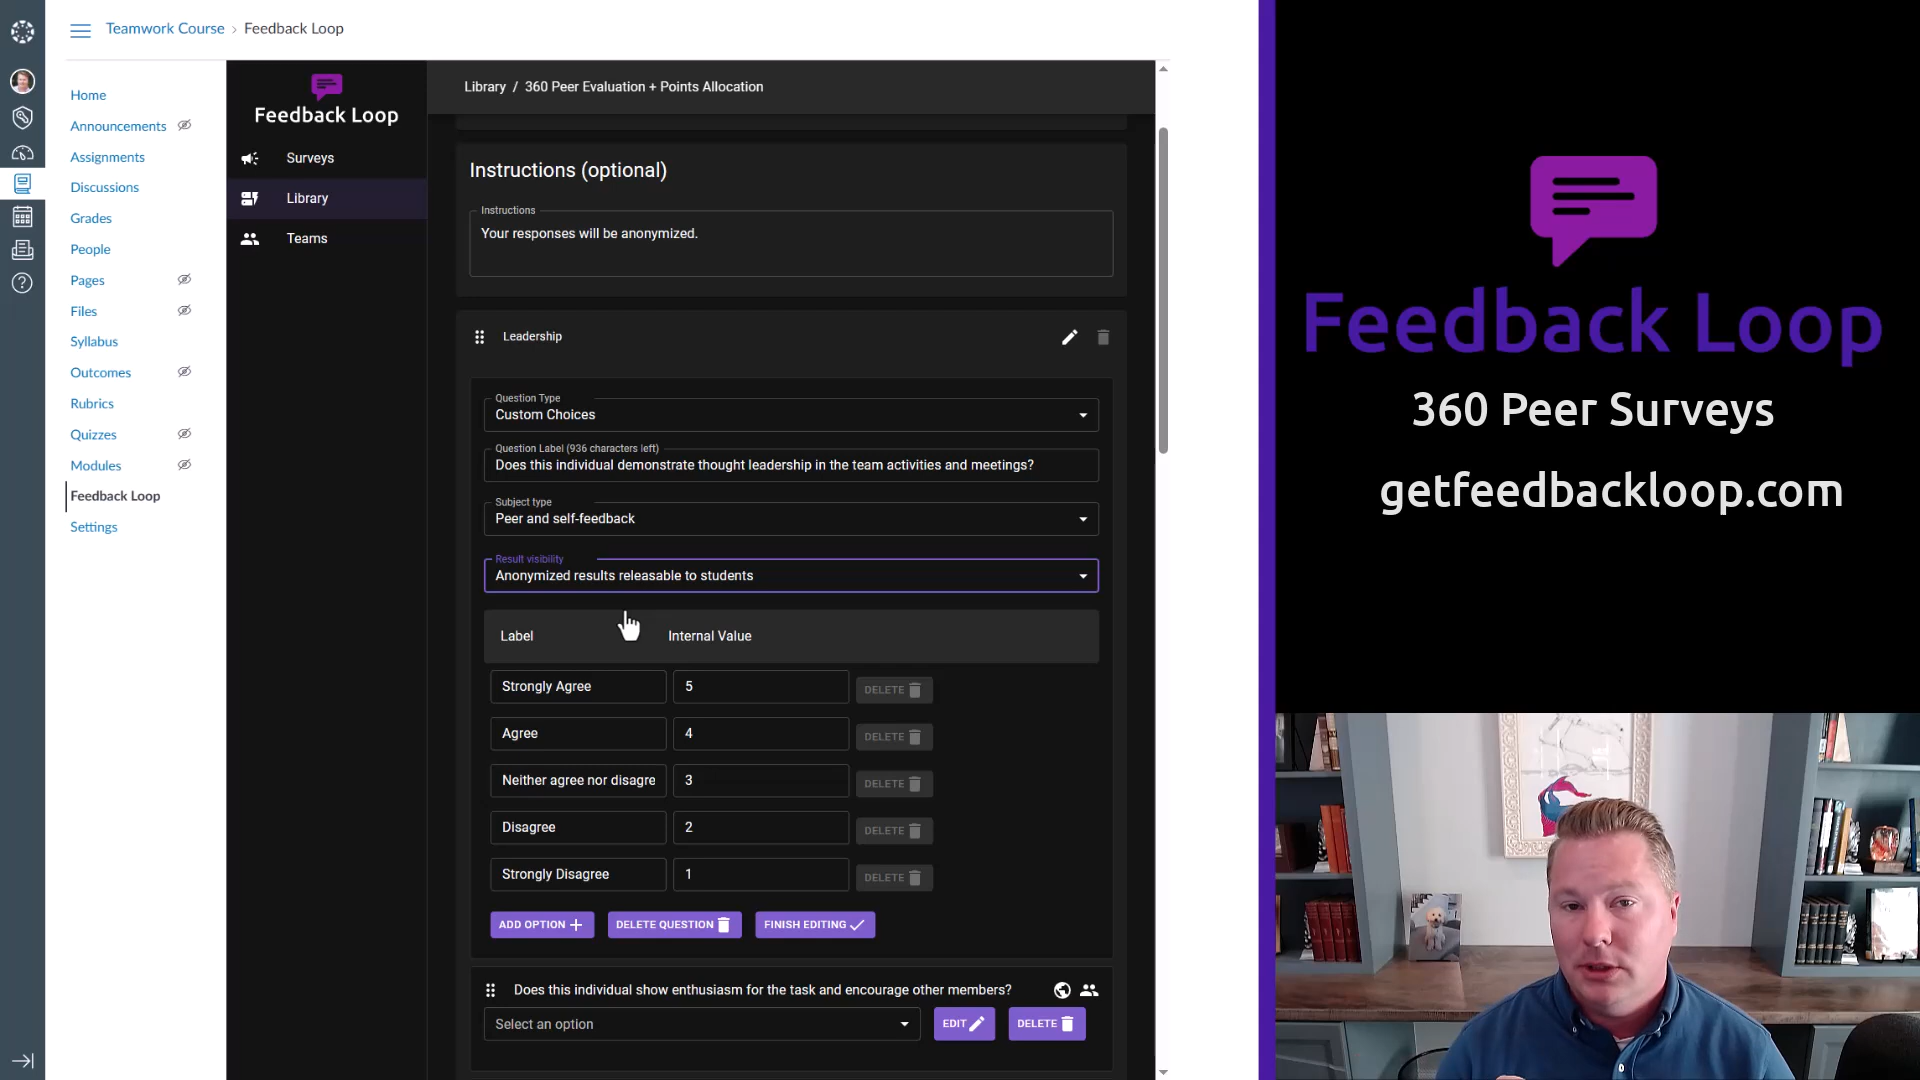 Teamwork Course › Feedback Loop
Home
Announcements
Assignments
Discussions
Grades
People
Pages
Files
Syllabus
Outcomes
Rubrics
Quizzes
Modules
Feedback Loop
Settings
Feedback Loop
Surveys
Library
Teams
Library / 360 Peer Evaluation + Points Allocation
Instructions (optional)
Instructions
Your responses will be anonymized.
Leadership
Question Type
Custom Choices
Question Label (936 characters left)
Does this individual demonstrate thought leadership in the team activities and meetings?
Subject type
Peer and self-feedback
Result visibility
Anonymized results releasable to students
Label Internal Value
Strongly Agree 5 DELETE
Agree 4 DELETE
Neither agree nor disagre 3 DELETE
Disagree 2 DELETE
Strongly Disagree 1 DELETE
ADD OPTION + DELETE QUESTION FINISH EDITING
Does this individual show enthusiasm for the task and encourage other members?
Select an option EDIT DELETE
Feedback Loop
360 Peer Surveys
getfeedbackloop.com